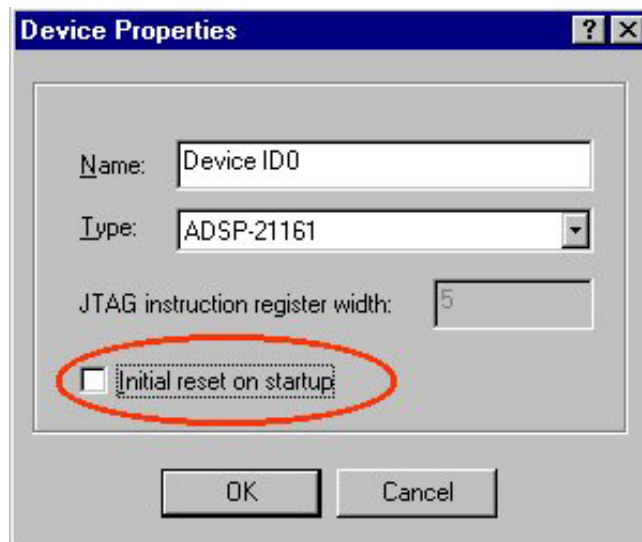 Device Properties
Name: Device ID0
Type: ADSP-21161
JTAG instruction register width: 5
Initial reset on startup
OK Cancel